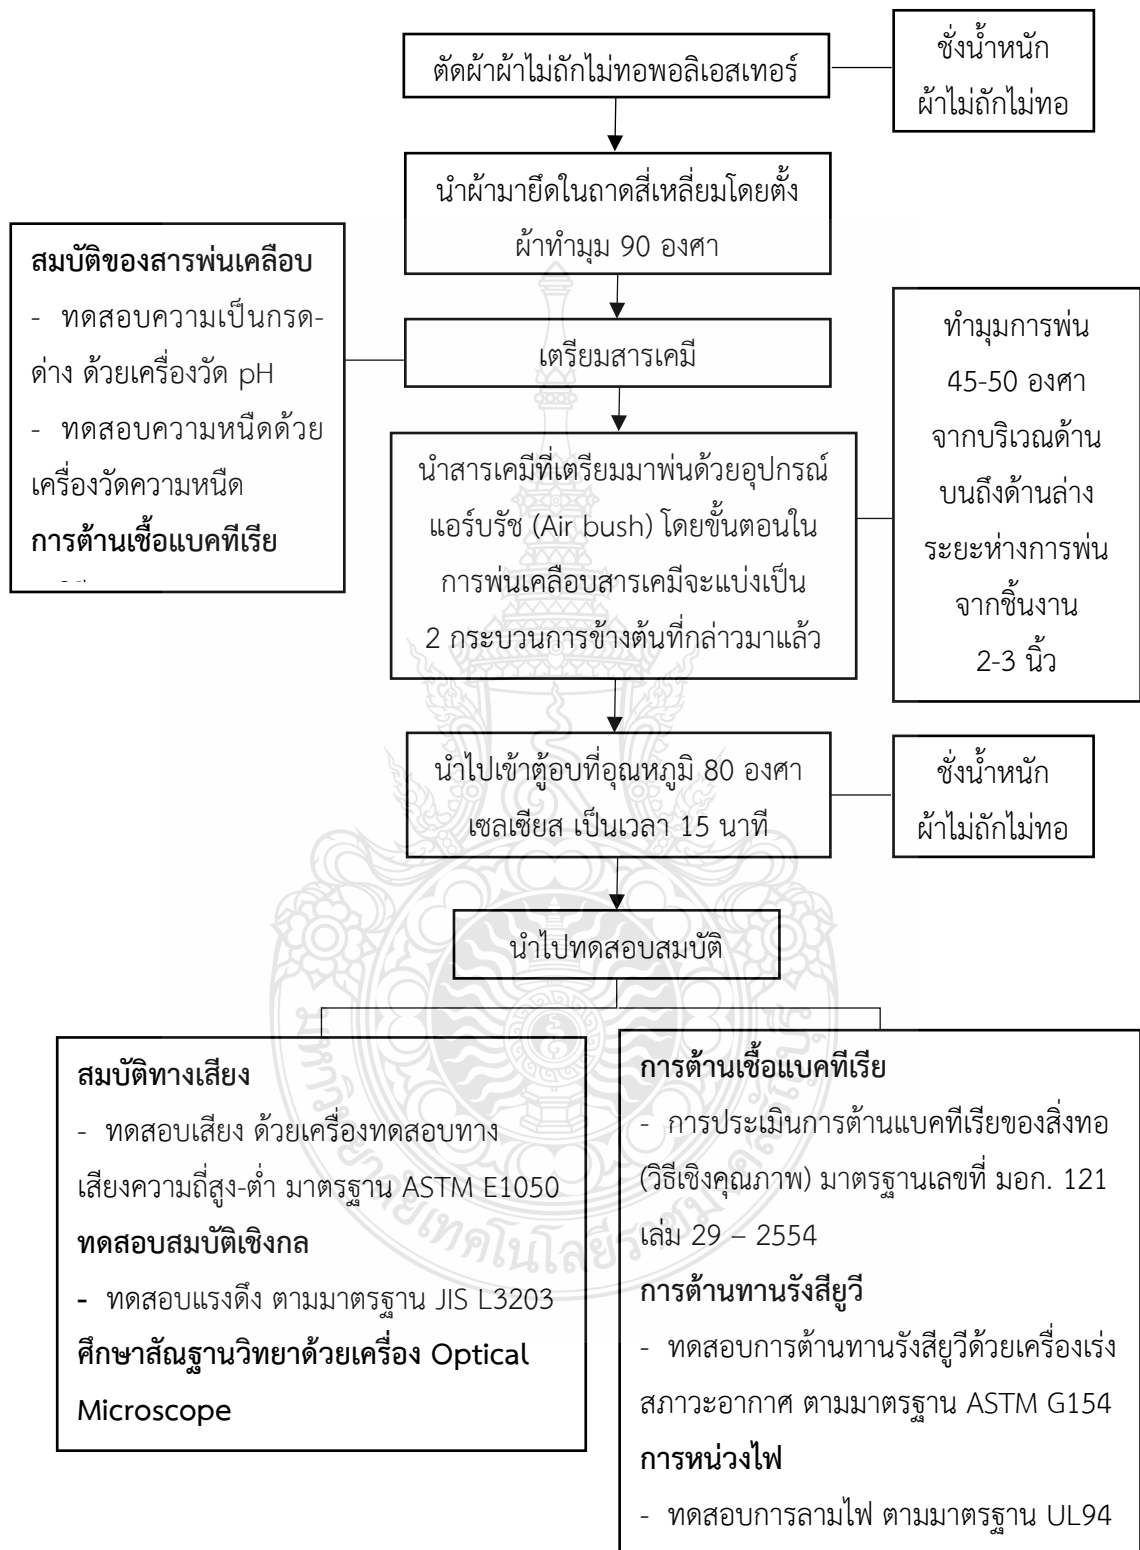 ตัดผ้าผ้าไม่ถักไม่ทอพอลิเอสเทอร์
ชั่งน้ำหนัก
ผ้าไม่ถักไม่ทอ
นำผ้ามายึดในถาดสี่เหลี่ยมโดยตั้ง
ผ้าทำมุม 90 องศา
สมบัติของสารพ่นเคลือบ
- ทดสอบความเป็นกรด-
ด่าง ด้วยเครื่องวัด pH
- ทดสอบความหนืดด้วย
เครื่องวัดความหนืด
การต้านเชื้อแบคทีเรีย
เตรียมสารเคมี
ทำมุมการพ่น
45-50 องศา
จากบริเวณด้าน
บนถึงด้านล่าง
ระยะห่างการพ่น
จากชิ้นงาน
2-3 นิ้ว
นำสารเคมีที่เตรียมมาพ่นด้วยอุปกรณ์
แอร์บรัช (Air bush) โดยขั้นตอนใน
การพ่นเคลือบสารเคมีจะแบ่งเป็น
2 กระบวนการข้างต้นที่กล่าวมาแล้ว
นำไปเข้าตู้อบที่อุณหภูมิ 80 องศา
เซลเซียส เป็นเวลา 15 นาที
ชั่งน้ำหนัก
ผ้าไม่ถักไม่ทอ
นำไปทดสอบสมบัติ
สมบัติทางเสียง
- ทดสอบเสียง ด้วยเครื่องทดสอบทาง
เสียงความถี่สูง-ต่ำ มาตรฐาน ASTM E1050
ทดสอบสมบัติเชิงกล
- ทดสอบแรงดึง ตามมาตรฐาน JIS L3203
ศึกษาสัณฐานวิทยาด้วยเครื่อง Optical
Microscope
การต้านเชื้อแบคทีเรีย
- การประเมินการต้านแบคทีเรียของสิ่งทอ
(วิธีเชิงคุณภาพ) มาตรฐานเลขที่ มอก. 121
เล่ม 29 – 2554
การต้านทานรังสียูวี
- ทดสอบการต้านทานรังสียูวีด้วยเครื่องเร่ง
สภาวะอากาศ ตามมาตรฐาน ASTM G154
การหน่วงไฟ
- ทดสอบการลามไฟ ตามมาตรฐาน UL94
มหาวิทยาลัยเทคโนโลยีราชมงคลธัญบุรี